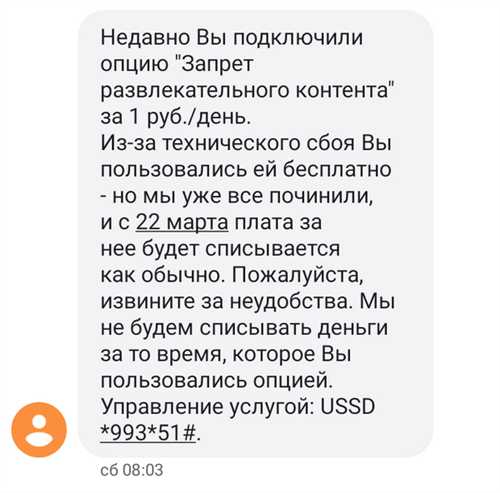 Недавно Вы подключили
опцию "Запрет
развлекательного контента"
за 1 руб./день.
Из-за технического сбоя Вы
пользовались ей бесплатно
- но мы уже все починили,
и с 22 марта плата за
нее будет списывается
как обычно. Пожалуйста,
извините за неудобства. Мы
не будем списывать деньги
за то время, которое Вы
пользовались опцией.
Управление услугой: USSD
*993*51#.
сб 08:03